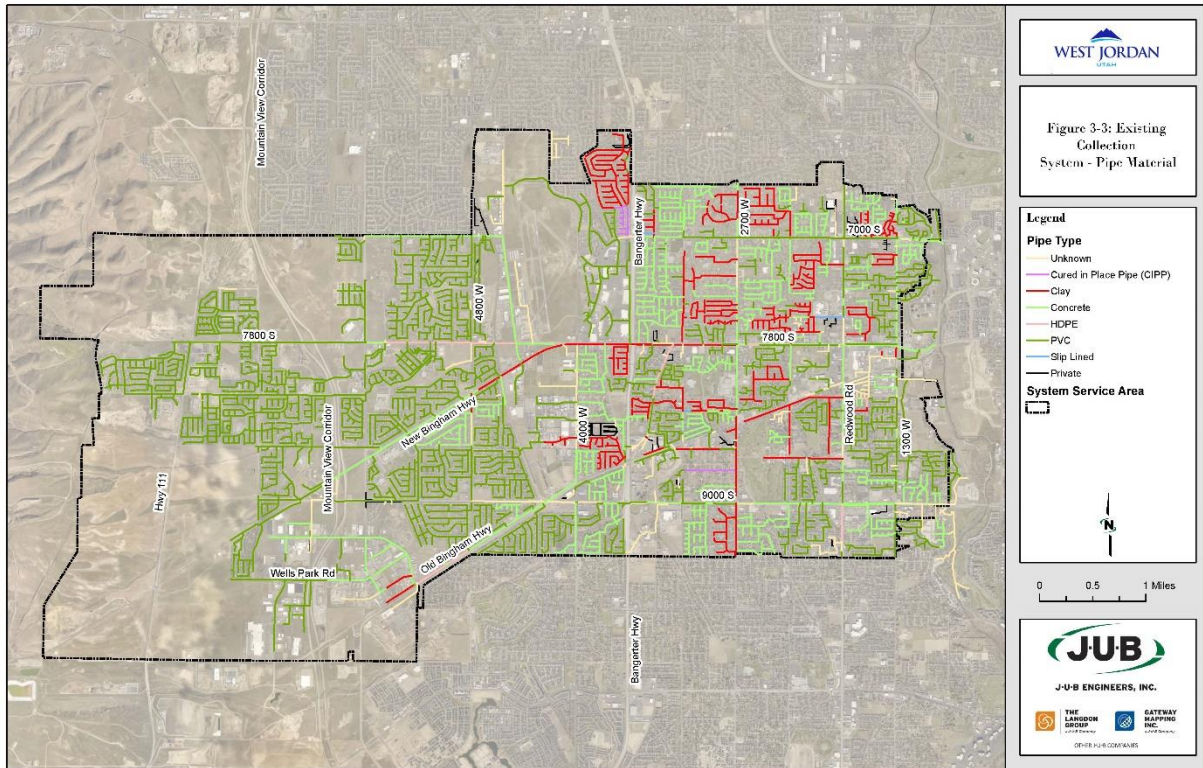 WEST JORDAN
UTAH
Figure 3-3: Existing
Collection
System - Pipe Material
Legend
Pipe Type
Unknown
Cured in Place Pipe (CIPP)
Clay
Concrete
HDPE
PVC
Slip Lined
Private
System Service Area
N
0 0.5 1 Miles
J·U·B
J·U·B ENGINEERS, INC.
THE
LANGDON
GROUP
a J·U·B Company
GATEWAY
MAPPING
INC.
a J·U·B Company
OTHER J·U·B COMPANIES
Mountain View Corridor
Bangerter Hwy
2700 W
7000 S
4800 W
7800 S
7800 S
New Bingham Hwy
4000 W
Redwood Rd
1300 W
Mountain View Corridor
Hwy 111
9000 S
Old Bingham Hwy
Wells Park Rd
Bangerter Hwy